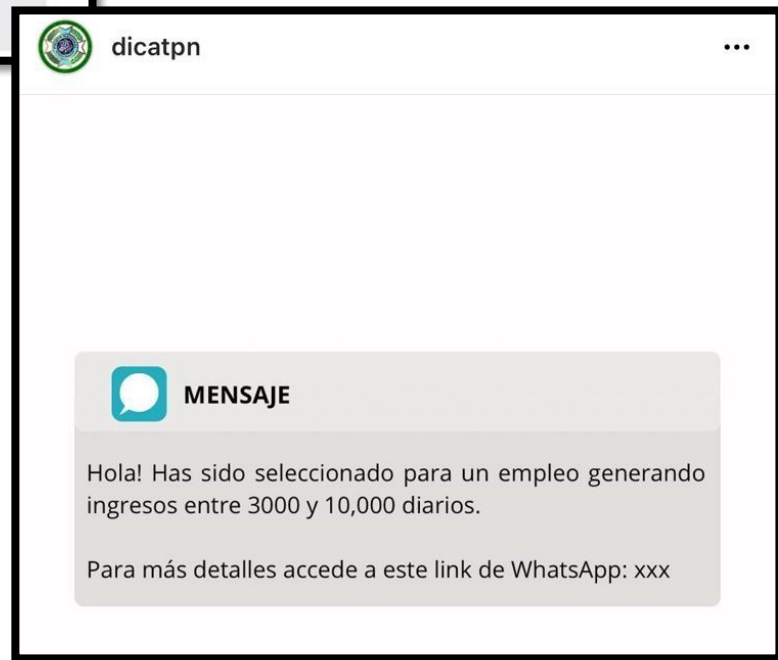 dicatpn
MENSAJE
Hola! Has sido seleccionado para un empleo generando
ingresos entre 3000 y 10,000 diarios.
Para más detalles accede a este link de WhatsApp: xxx